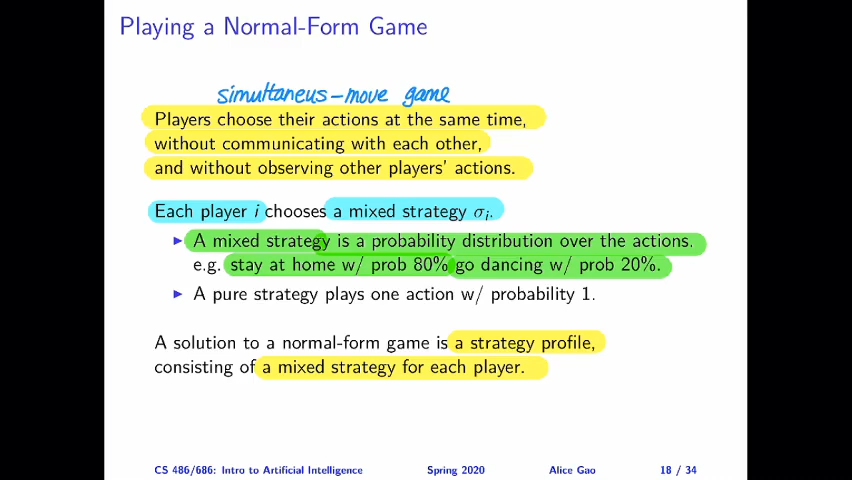 Playing a Normal-Form Game
simultaneus-move game
Players choose their actions at the same time,
without communicating with each other,
and without observing other players' actions.
Each player i chooses a mixed strategy σi.
▶ A mixed strategy is a probability distribution over the actions.
e.g. stay at home w/ prob 80% go dancing w/ prob 20%.
▶ A pure strategy plays one action w/ probability 1.
A solution to a normal-form game is a strategy profile,
consisting of a mixed strategy for each player.
CS 486/686: Intro to Artificial Intelligence Spring 2020 Alice Gao 18 / 34